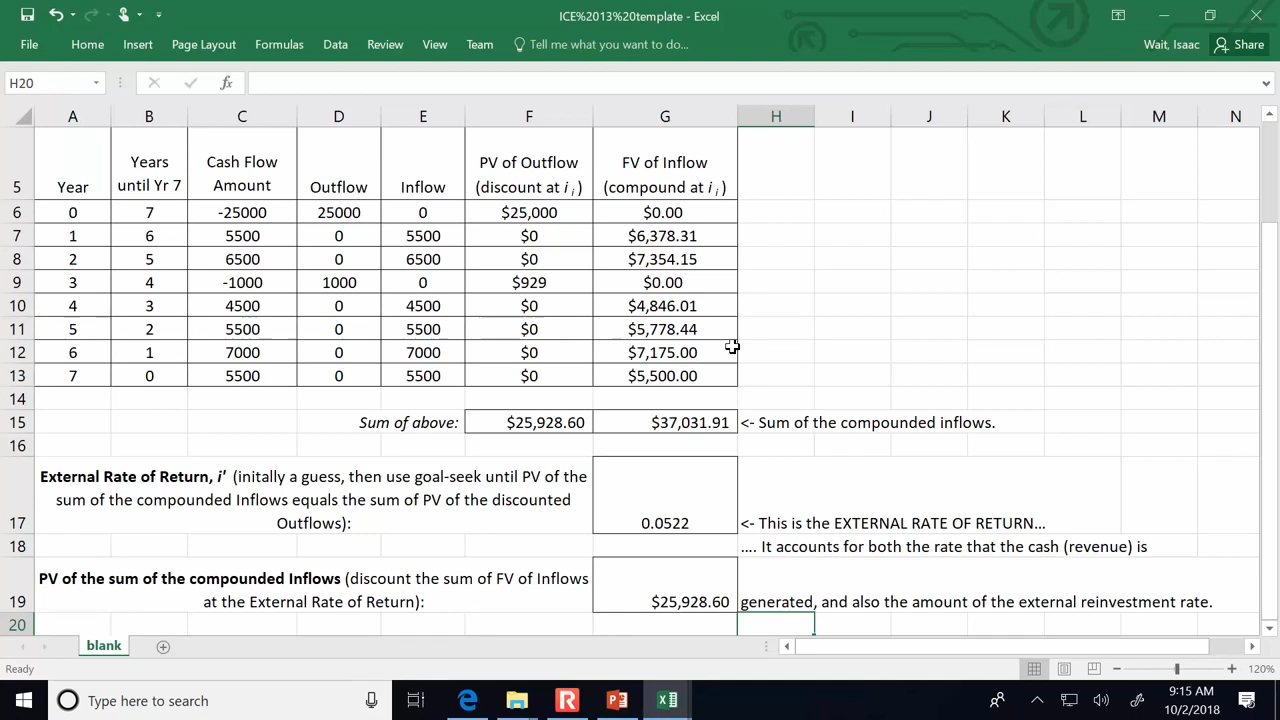 ICE%2013%20template - Excel
File Home Insert Page Layout Formulas Data Review View Team Tell me what you want to do... Wait, Isaac Share
H20 fx
A B C D E F G H I J K L M N
5 Year Years until Yr 7 Cash Flow Amount Outflow Inflow PV of Outflow (discount at i i ) FV of Inflow (compound at i i )
6 0 7 -25000 25000 0 $25,000 $0.00
7 1 6 5500 0 5500 $0 $6,378.31
8 2 5 6500 0 6500 $0 $7,354.15
9 3 4 -1000 1000 0 $929 $0.00
10 4 3 4500 0 4500 $0 $4,846.01
11 5 2 5500 0 5500 $0 $5,778.44
12 6 1 7000 0 7000 $0 $7,175.00
13 7 0 5500 0 5500 $0 $5,500.00
14
15 Sum of above: $25,928.60 $37,031.91 <- Sum of the compounded inflows.
16
External Rate of Return, i' (initally a guess, then use goal-seek until PV of the
sum of the compounded Inflows equals the sum of PV of the discounted
17 Outflows): 0.0522 <- This is the EXTERNAL RATE OF RETURN...
18 .... It accounts for both the rate that the cash (revenue) is
PV of the sum of the compounded Inflows (discount the sum of FV of Inflows
19 at the External Rate of Return): $25,928.60 generated, and also the amount of the external reinvestment rate.
20
blank
Ready 120%
Type here to search 9:15 AM
10/2/2018